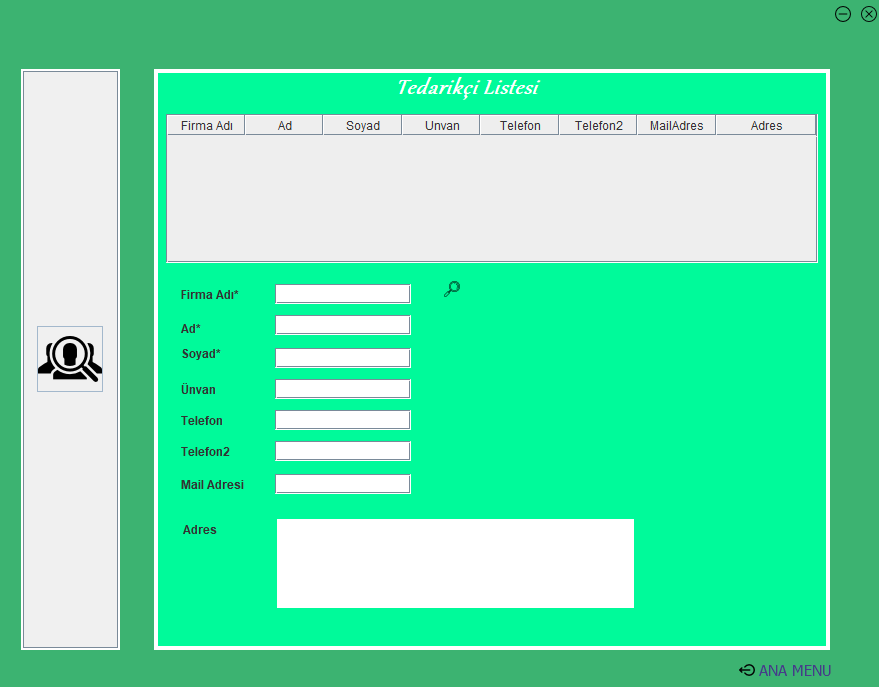 Tedarikçi Listesi
Firma Adı Ad Soyad Unvan Telefon Telefon2 MailAdres Adres
Firma Adı*
Ad*
Soyad*
Ünvan
Telefon
Telefon2
Mail Adresi
Adres
ANA MENU